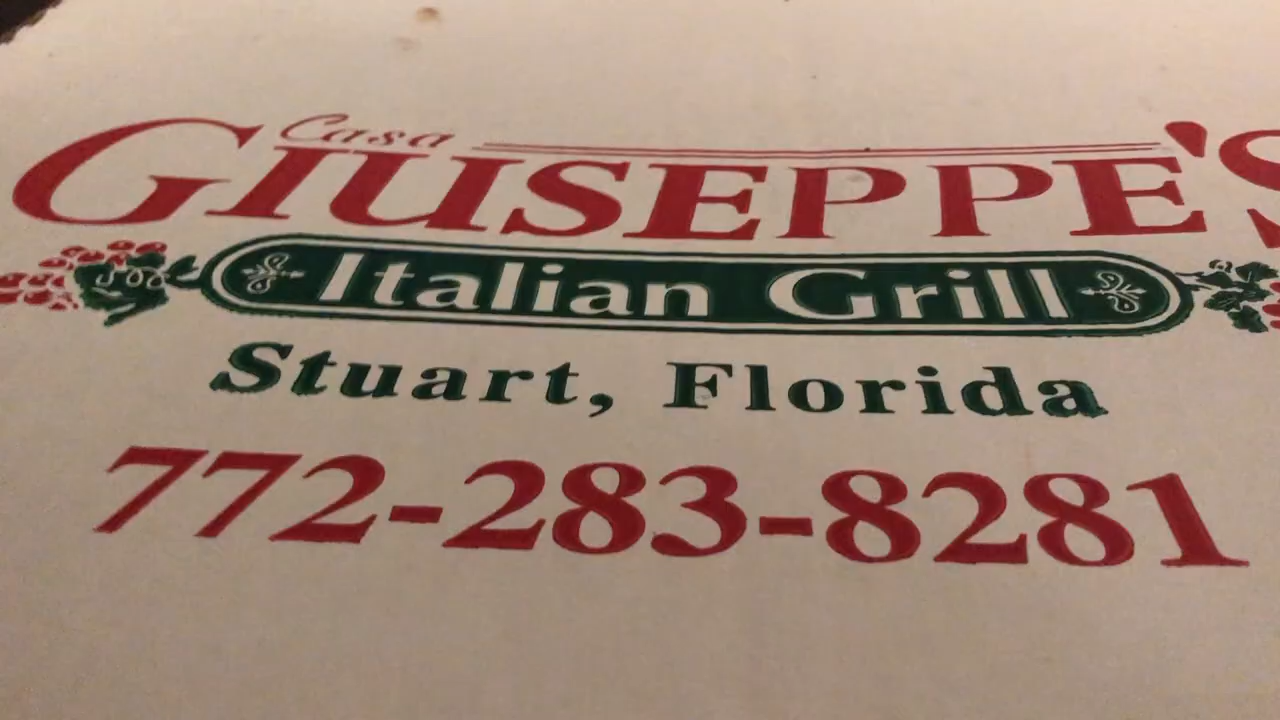 Casa
GIUSEPPE'S
Italian Grill
Stuart, Florida
772-283-8281